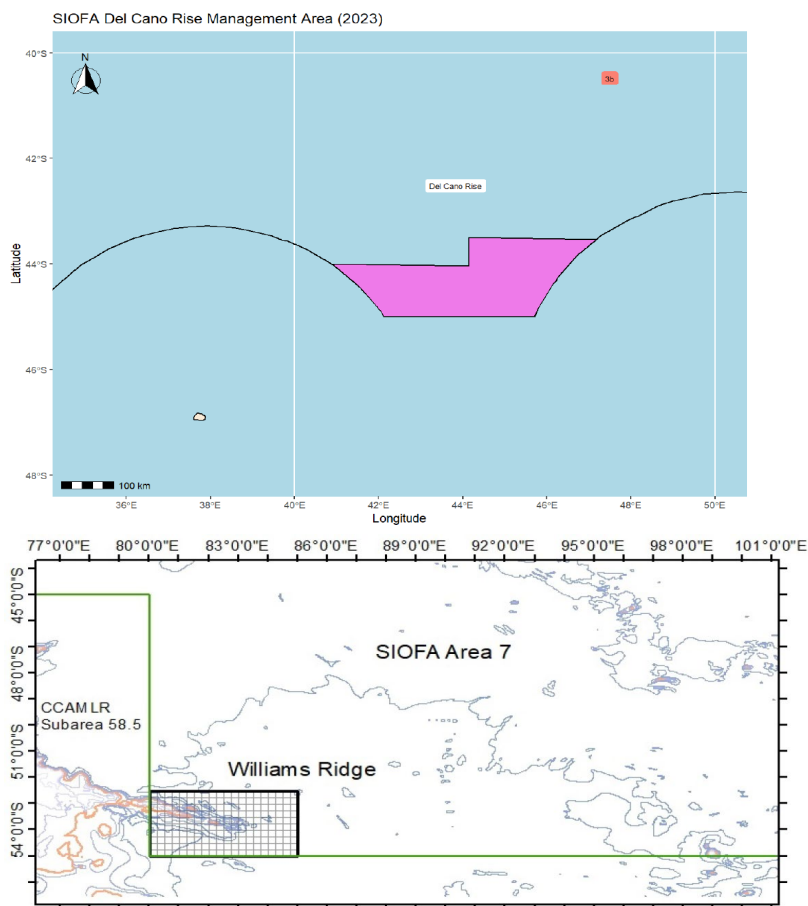 SIOFA Del Cano Rise Management Area (2023)
40°S
N
3b
42°S
Del Cano Rise
Latitude
44°S
46°S
48°S
100 km
36°E 38°E 40°E 42°E 44°E 46°E 48°E 50°E
Longitude
77°0'0"E 80°0'0"E 83°0'0"E 86°0'0"E 89°0'0"E 92°0'0"E 95°0'0"E 98°0'0"E 101°0'0"E
45°0'0"S
SIOFA Area 7
48°0'0"S
CCAMLR
Subarea 58.5
51°0'0"S
Williams Ridge
54°0'0"S